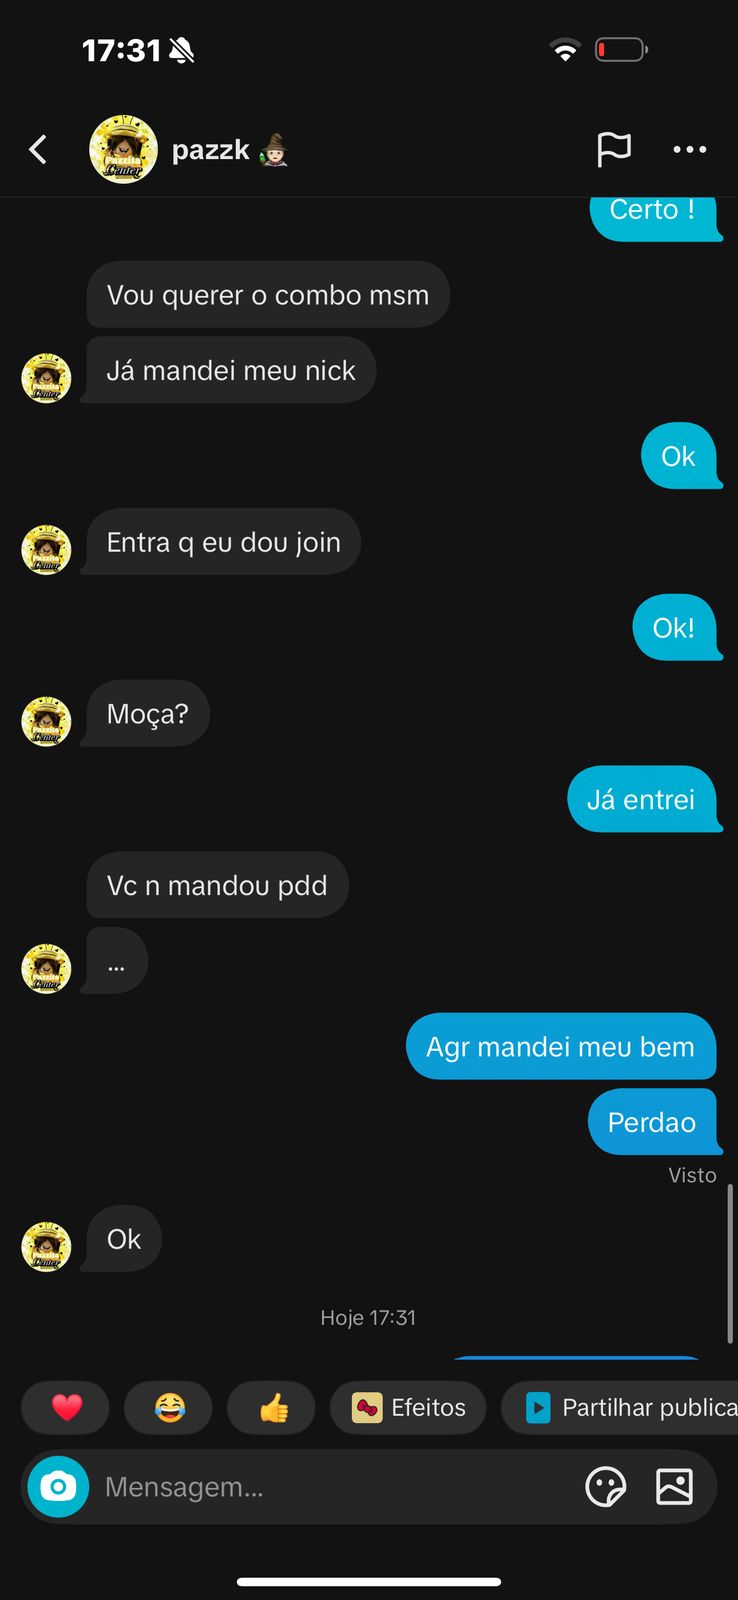 17:31
pazzk
Certo !
Vou querer o combo msm
Já mandei meu nick
Ok
Entra q eu dou join
Ok!
Moça?
Já entrei
Vc n mandou pdd
...
Agr mandei meu bem
Perdao
Visto
Ok
Hoje 17:31
Efeitos
Partilhar publica
Mensagem...